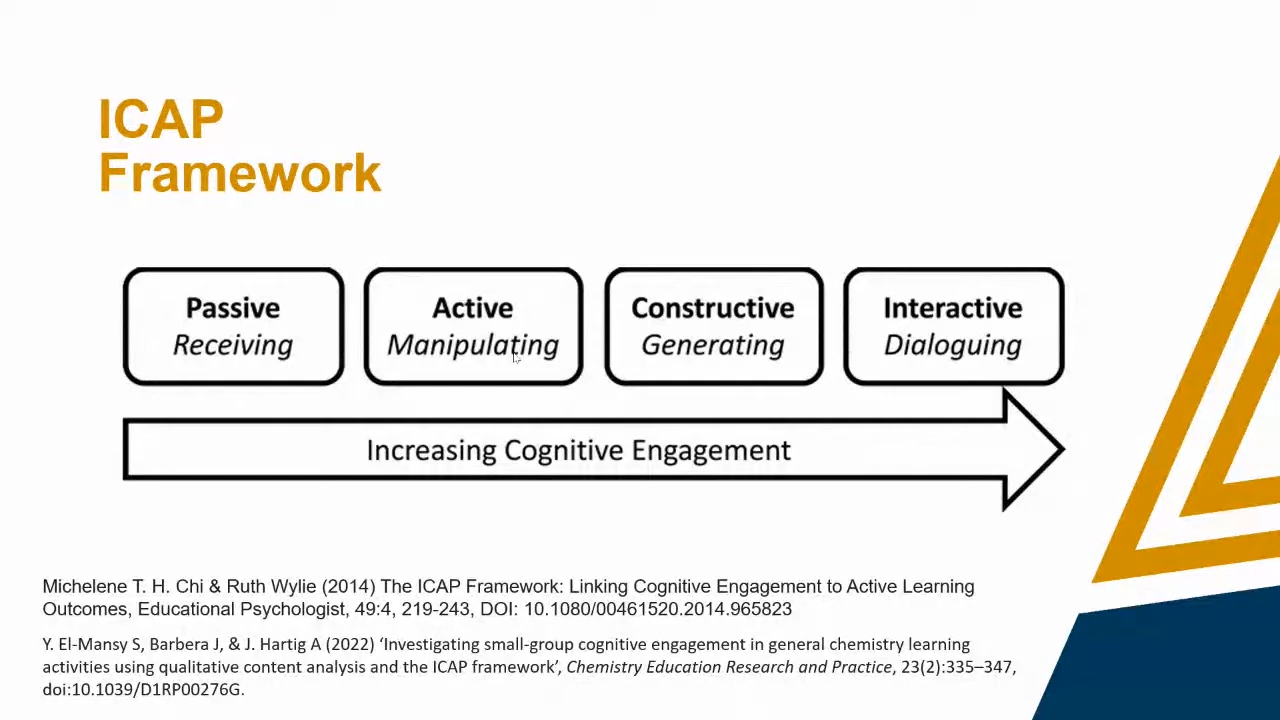 ICAP
Framework
Passive
Receiving
Active
Manipulating
Constructive
Generating
Interactive
Dialoguing
Increasing Cognitive Engagement
Michelene T. H. Chi & Ruth Wylie (2014) The ICAP Framework: Linking Cognitive Engagement to Active Learning
Outcomes, Educational Psychologist, 49:4, 219-243, DOI: 10.1080/00461520.2014.965823
Y. El-Mansy S, Barbera J, & J. Hartig A (2022) ‘Investigating small-group cognitive engagement in general chemistry learning
activities using qualitative content analysis and the ICAP framework’, Chemistry Education Research and Practice, 23(2):335–347,
doi:10.1039/D1RP00276G.